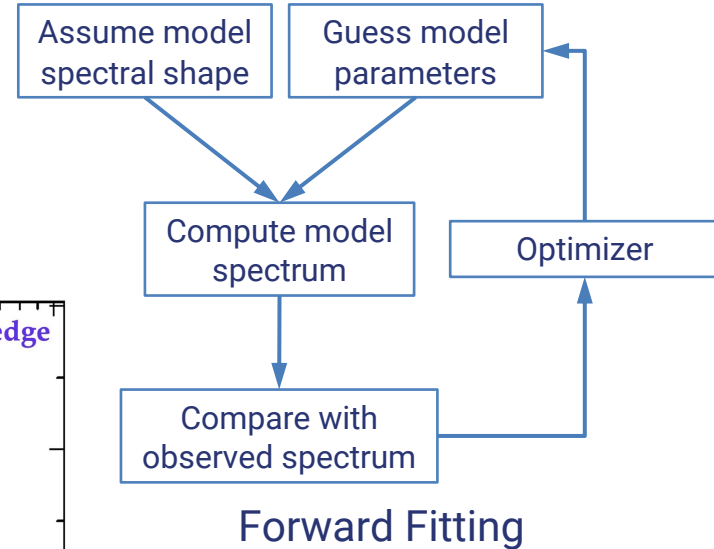 Assume model
spectral shape
Guess model
parameters
Compute model
spectrum
Optimizer
edge
Compare with
observed spectrum
Forward Fitting